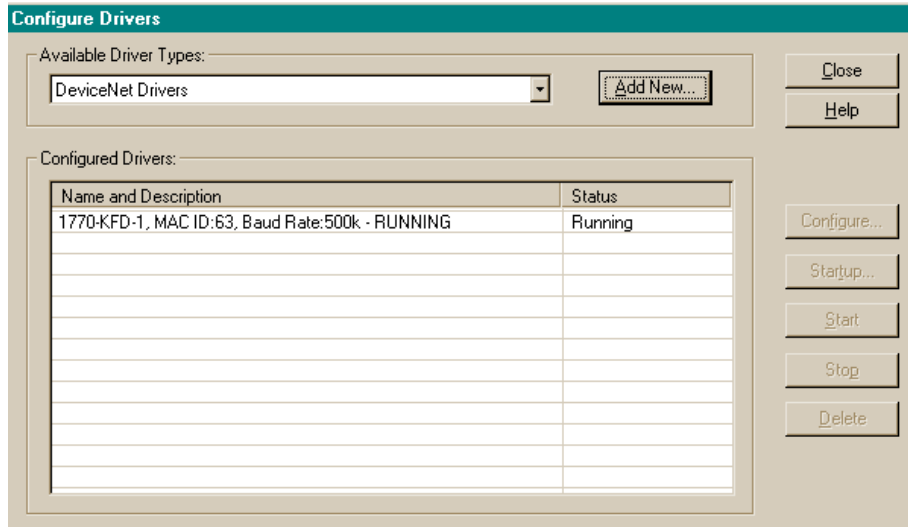 Configure Drivers
Available Driver Types:
DeviceNet Drivers
Add New...
Close
Help
Configured Drivers:
Name and Description Status
1770-KFD-1, MAC ID:63, Baud Rate:500k - RUNNING Running
Configure...
Startup...
Start
Stop
Delete